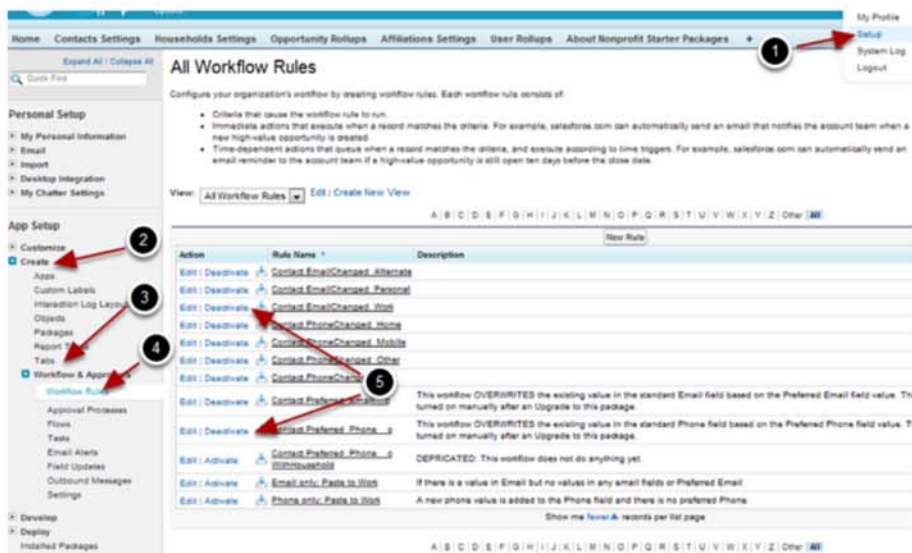 My Profile
Setup
System Log
Logout
1
Home Contacts Settings Households Settings Opportunity Rollups Affiliations Settings User Rollups About Nonprofit Starter Packages +
Expand All | Collapse All
Quick Find
Personal Setup
My Personal Information
Email
Import
Desktop Integration
My Chatter Settings
App Setup
Customize
2
Create
Apps
Custom Labels
Interaction Log
3
Objects
Packages
Report
Tabs
4
Workflow &
Workflow Rules
Approval Processes
Flows
Tasks
Email Alerts
Field Updates
Outbound Messages
Settings
Develop
Deploy
Installed Packages
All Workflow Rules
Configure your organization's workflow by creating workflow rules. Each workflow rule consists of:
Criteria that cause the workflow rule to run.
Immediate actions that execute when a record matches the criteria. For example, salesforce.com can automatically send an email that notifies the account team when a
new high-value opportunity is created.
Time-dependent actions that queue when a record matches the criteria, and execute according to time triggers. For example, salesforce.com can automatically send an
email reminder to the account team if a high-value opportunity is still open ten days before the close date.
View: All Workflow Rules Edit | Create New View
A | B | C | D | E | F | G | H | I | J | K | L | M | N | O | P | Q | R | S | T | U | V | W | X | Y | Z | Other | All
New Rule
Action Rule Name Description
Edit | Deactivate Contact.EmailChanged_Alternate
Edit | Deactivate Contact.EmailChanged_Personal
Edit | Deactivate Contact.EmailChanged_Work
Edit | Deactivate Contact.PhoneChanged_Home
Edit | Deactivate Contact.PhoneChanged_Mobile
Edit | Deactivate Contact.PhoneChanged_Other
Edit | Deactivate
5
Edit | Deactivate This workflow OVERWRITES the existing value in the standard Email field based on the Preferred Email field value.
turned on manually after an Upgrade to this package.
Edit | Deactivate Contact.Preferred_Phone__c This workflow OVERWRITES the existing value in the standard Phone field based on the Preferred Phone field value.
turned on manually after an Upgrade to this package.
Edit | Activate Contact.Preferred_Phone__c
WithHousehold DEPRICATED: This workflow does not do anything yet
Edit | Activate Email only: Paste to Work If there is a value in Email but no values in any email fields or Preferred Email
Edit | Activate Phone only: Paste to Work A new phone value is added to the Phone field and there is no preferred Phone
Show me fewer records per list page
A | B | C | D | E | F | G | H | I | J | K | L | M | N | O | P | Q | R | S | T | U | V | W | X | Y | Z | Other | All